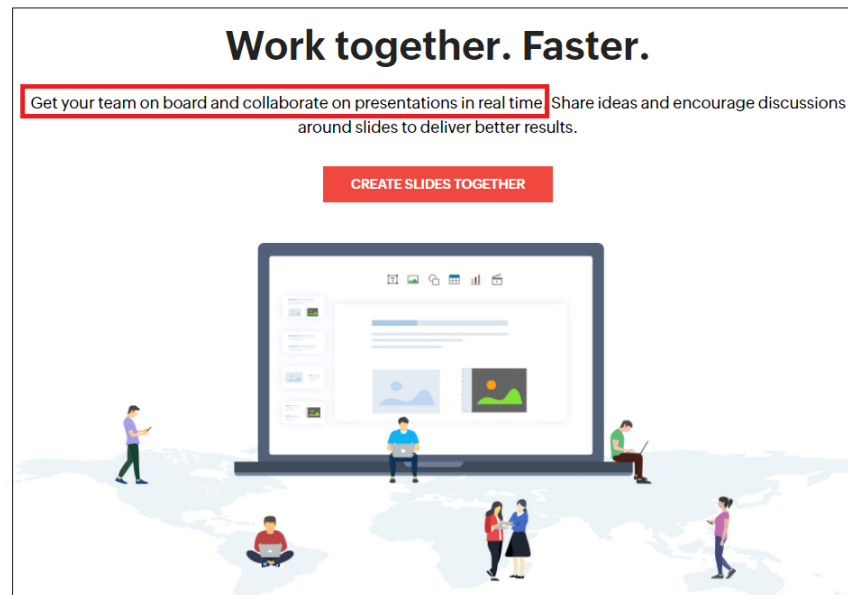 Work together. Faster.
Get your team on board and collaborate on presentations in real time. Share ideas and encourage discussions
around slides to deliver better results.
CREATE SLIDES TOGETHER